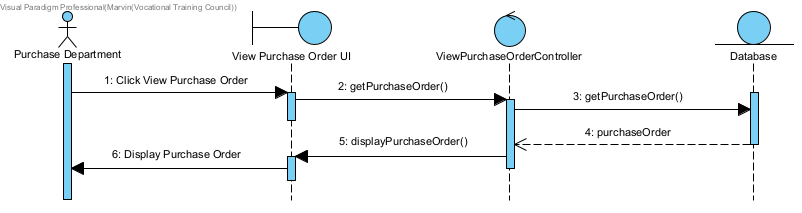 Visual Paradigm Professional(Marvin(Vocational Training Council))
Purchase Department
View Purchase Order UI
ViewPurchaseOrderController
Database
1: Click View Purchase Order
2: getPurchaseOrder()
3: getPurchaseOrder()
4: purchaseOrder
5: displayPurchaseOrder()
6: Display Purchase Order